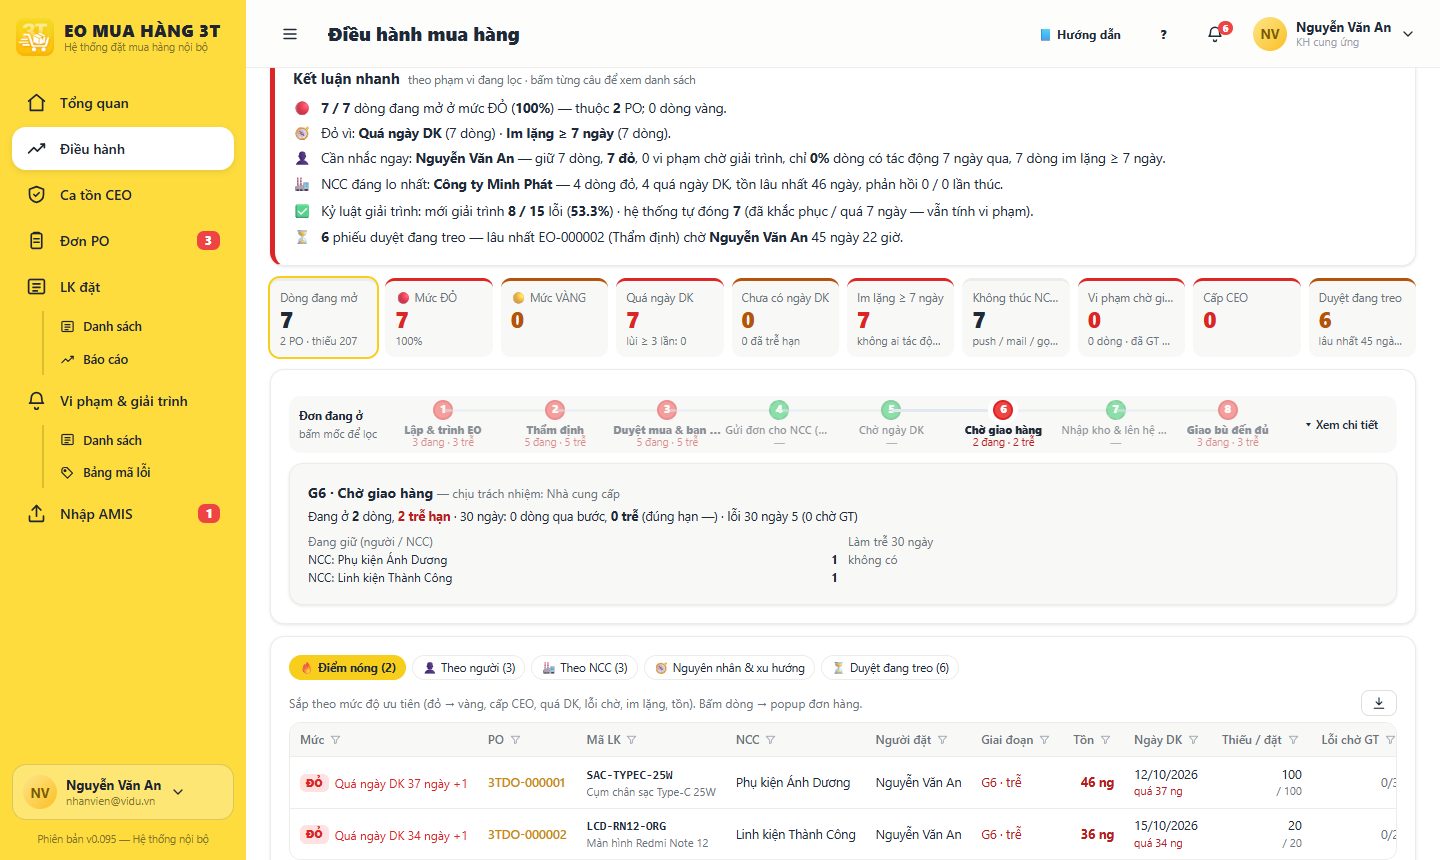 EO MUA HÀNG 3T
Hệ thống đặt mua hàng nội bộ
Tổng quan
Điều hành
Ca tồn CEO
Đơn PO
3
LK đặt
Danh sách
Báo cáo
Vi phạm & giải trình
Danh sách
Bảng mã lỗi
Nhập AMIS
1
NV
Nguyễn Văn An
nhanvien@vidu.vn
Phiên bản v0.095 — Hệ thống nội bộ
Điều hành mua hàng
Hướng dẫn
?
6
NV
Nguyễn Văn An
KH cung ứng
Kết luận nhanh theo phạm vi đang lọc · bấm từng câu để xem danh sách
7 / 7 dòng đang mở ở mức ĐỎ (100%) — thuộc 2 PO; 0 dòng vàng.
Đỏ vì: Quá ngày DK (7 dòng) · Im lặng ≥ 7 ngày (7 dòng).
Cần nhắc ngay: Nguyễn Văn An — giữ 7 dòng, 7 đỏ, 0 vi phạm chờ giải trình, chỉ 0% dòng có tác động 7 ngày qua, 7 dòng im lặng ≥ 7 ngày.
NCC đáng lo nhất: Công ty Minh Phát — 4 dòng đỏ, 4 quá ngày DK, tồn lâu nhất 46 ngày, phản hồi 0 / 0 lần thúc.
Kỷ luật giải trình: mới giải trình 8 / 15 lỗi (53.3%) · hệ thống tự đóng 7 (đã khắc phục / quá 7 ngày — vẫn tính vi phạm).
6 phiếu duyệt đang treo — lâu nhất EO-000002 (Thẩm định) chờ Nguyễn Văn An 45 ngày 22 giờ.
Dòng đang mở
7
2 PO · thiếu 207
Mức ĐỎ
7
100%
Mức VÀNG
0
Quá ngày DK
7
lùi ≥ 3 lần: 0
Chưa có ngày DK
0
0 đã trễ hạn
Im lặng ≥ 7 ngày
7
không ai tác độ...
Không thúc NC...
7
push / mail / gọ...
Vi phạm chờ gi...
0
0 dòng · đã GT ...
Cấp CEO
0
Duyệt đang treo
6
lâu nhất 45 ngà...
Đơn đang ở
bấm mốc để lọc
1
Lập & trình EO
3 đang · 3 trễ
2
Thẩm định
5 đang · 5 trễ
3
Duyệt mua & ban ...
5 đang · 5 trễ
4
Gửi đơn cho NCC (...
—
5
Chờ ngày DK
—
6
Chờ giao hàng
2 đang · 2 trễ
7
Nhập kho & lên hệ ...
—
8
Giao bù đến đủ
3 đang · 3 trễ
▾ Xem chi tiết
G6 · Chờ giao hàng — chịu trách nhiệm: Nhà cung cấp
Đang ở 2 dòng, 2 trễ hạn · 30 ngày: 0 dòng qua bước, 0 trễ (đúng hạn —) · lỗi 30 ngày 5 (0 chờ GT)
Đang giữ (người / NCC)
NCC: Phụ kiện Ánh Dương 1
NCC: Linh kiện Thành Công 1
Làm trễ 30 ngày
không có
Điểm nóng (2)
Theo người (3)
Theo NCC (3)
Nguyên nhân & xu hướng
Duyệt đang treo (6)
Sắp theo mức độ ưu tiên (đỏ → vàng, cấp CEO, quá DK, lỗi chờ, im lặng, tồn). Bấm dòng → popup đơn hàng.
Mức PO Mã LK NCC Người đặt Giai đoạn Tồn Ngày DK Thiếu / đặt Lỗi chờ GT
ĐỎ Quá ngày DK 37 ngày +1 3TDO-000001 SAC-TYPEC-25W Phụ kiện Ánh Dương Nguyễn Văn An G6 · trễ 46 ng 12/10/2026 100 0/3
Cụm chân sạc Type-C 25W quá 37 ng / 100
ĐỎ Quá ngày DK 34 ngày +1 3TDO-000002 LCD-RN12-ORG Linh kiện Thành Công Nguyễn Văn An G6 · trễ 36 ng 15/10/2026 20 0/2
Màn hình Redmi Note 12 quá 34 ng / 20